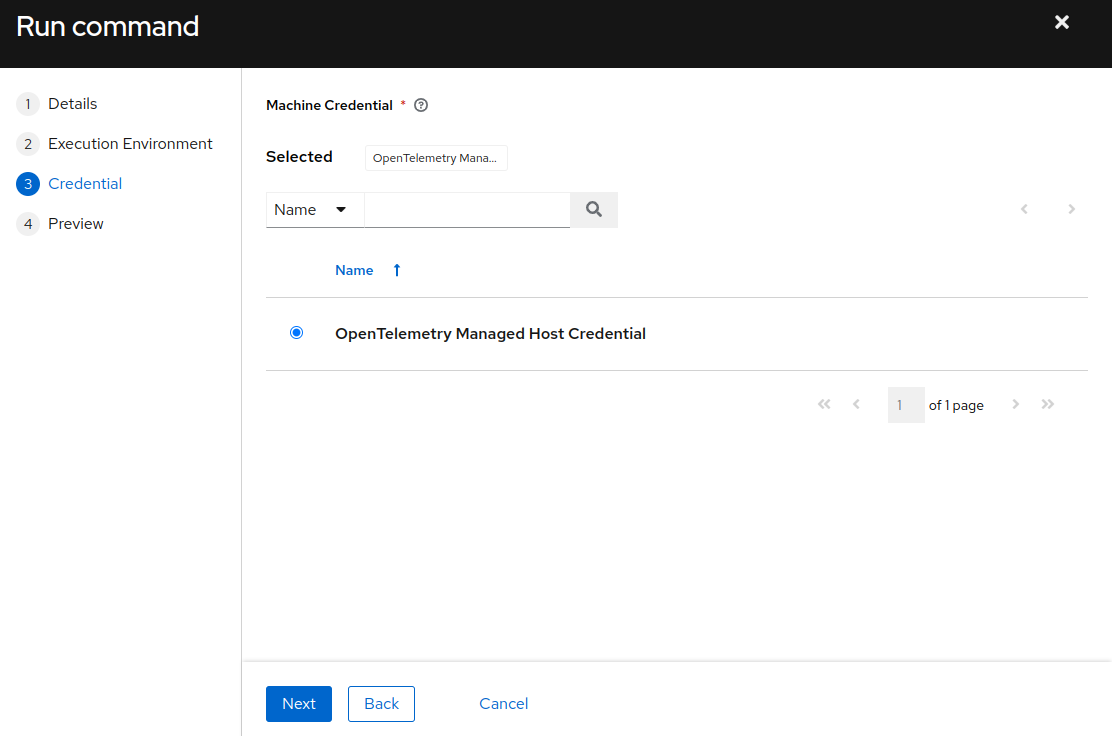 Run command
1 Details
2 Execution Environment
3 Credential
4 Preview
Machine Credential *
Selected OpenTelemetry Mana...
Name
Name
OpenTelemetry Managed Host Credential
1 of 1 page
Next Back Cancel